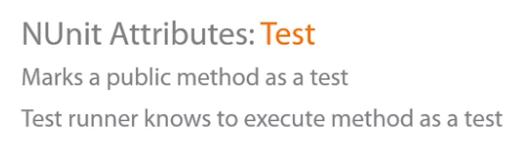 NUnit Attributes: Test
Marks a public method as a test
Test runner knows to execute method as a test